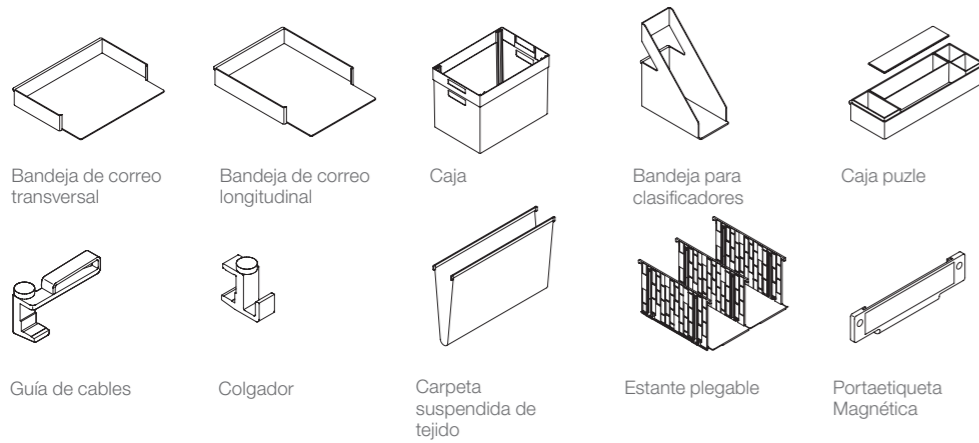 Bandeja de correo
transversal
Bandeja de correo
longitudinal
Caja
Bandeja para
clasificadores
Caja puzle
Guía de cables
Colgador
Carpeta
suspendida de
tejido
Estante plegable
Portaetiqueta
Magnética